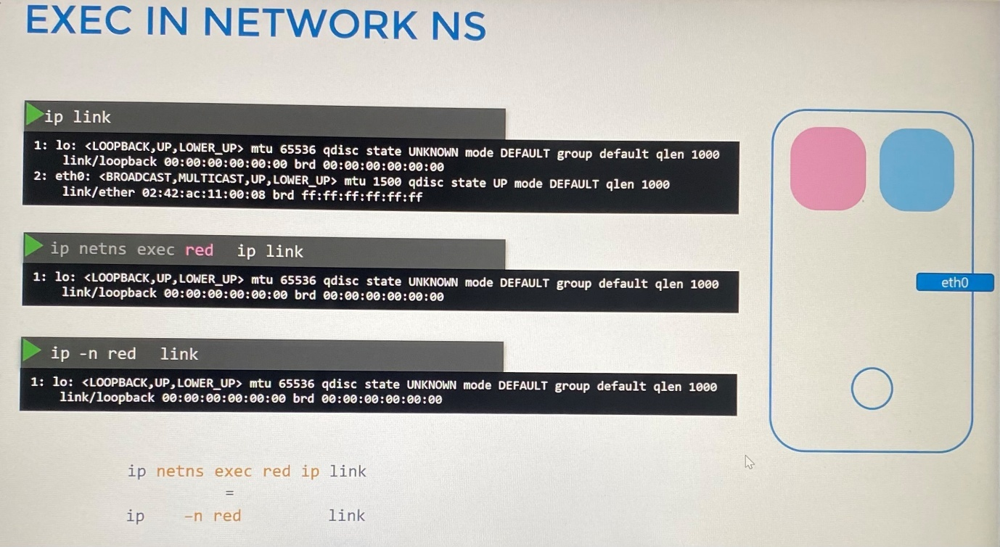 EXEC IN NETWORK NS
ip link
1: lo: <LOOPBACK,UP,LOWER_UP> mtu 65536 qdisc state UNKNOWN mode DEFAULT group default qlen 1000
link/loopback 00:00:00:00:00:00 brd 00:00:00:00:00:00
2: eth0: <BROADCAST,MULTICAST,UP,LOWER_UP> mtu 1500 qdisc state UP mode DEFAULT qlen 1000
link/ether 02:42:ac:11:00:08 brd ff:ff:ff:ff:ff:ff
ip netns exec red ip link
1: lo: <LOOPBACK,UP,LOWER_UP> mtu 65536 qdisc state UNKNOWN mode DEFAULT group default qlen 1000
link/loopback 00:00:00:00:00:00 brd 00:00:00:00:00:00
eth0
ip -n red link
1: lo: <LOOPBACK,UP,LOWER_UP> mtu 65536 qdisc state UNKNOWN mode DEFAULT group default qlen 1000
link/loopback 00:00:00:00:00:00 brd 00:00:00:00:00:00
ip netns exec red ip link
=
ip -n red link